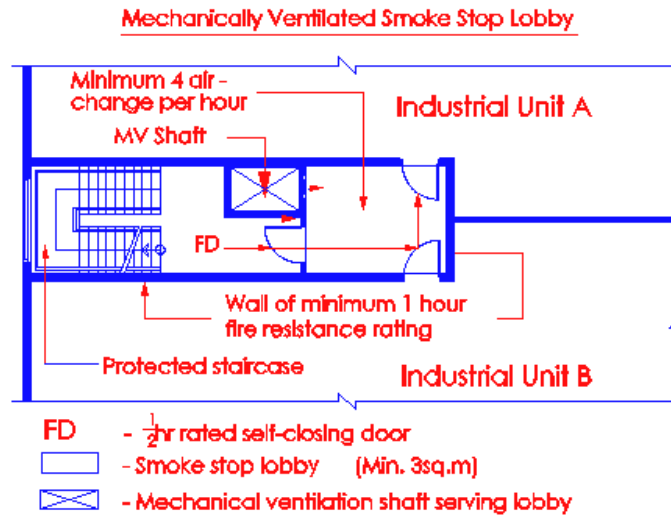 Mechanically Ventilated Smoke Stop Lobby
Minimum 4 air -
change per hour
Industrial Unit A
MV Shaft
FD
Wall of minimum 1 hour
fire resistance rating
Protected staircase
Industrial Unit B
FD - ½hr rated self-closing door
- Smoke stop lobby (Min. 3sq.m)
- Mechanical ventilation shaft serving lobby